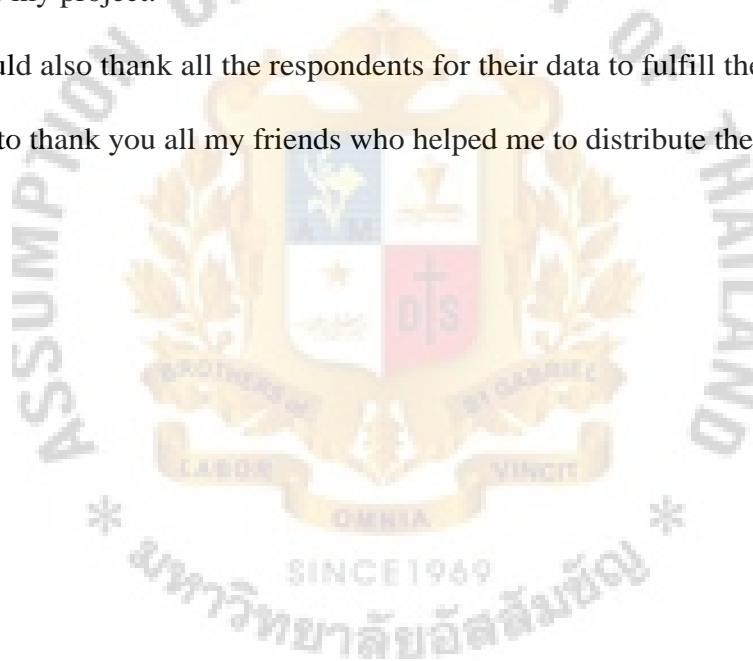 my project.
uld also thank all the respondents for their data to fulfill the
to thank you all my friends who helped me to distribute the
ASSUMPTION OF THAILAND
A M
D S
BROTHERS of ST GABRIEL
LABOR VINCIT
OMNIA
SINCE1969
มหาวิทยาลัยอัสสัมชัญ